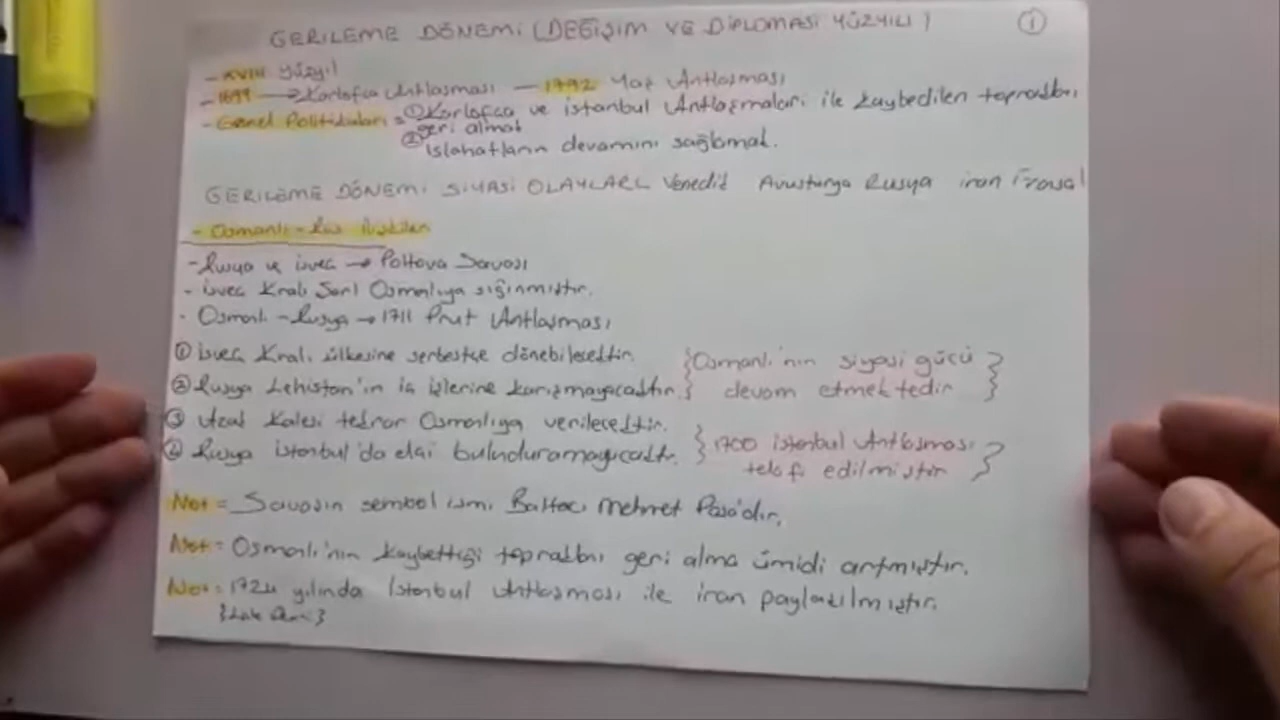 GERİLEME DÖNEMİ (DEĞİŞİM VE DİPLOMASİ YÜZYILI) ①
- XVIII yüzyıl
- 1699 → Karlofça Antlaşması — 1792 Yaş Antlaşması
- Genel Politikaları = ① Karlofça ve İstanbul Antlaşmaları ile kaybedilen toprakları
geri almak
② ıslahatların devamını sağlamak.
GERİLEME DÖNEMİ SİYASİ OLAYLARI Venedik Avusturya Rusya İran Fransa
- Osmanlı - Rus İlişkileri
- Rusya ve İsveç → Poltova Savaşı
- İsveç Kralı Şarl Osmanlıya sığınmıştır.
- Osmanlı - Rusya → 1711 Prut Antlaşması
① İsveç Kralı ülkesine serbestçe dönebilecektir. {Osmanlı'nın siyasi gücü
② Rusya Lehistan'ın iç işlerine karışmayacaktır.} devam etmektedir }
③ Azak Kalesi tekrar Osmanlıya verilecektir.
④ Rusya İstanbul'da elçi bulunduramayacaktır. } 1700 İstanbul Antlaşması
telafi edilmiştir }
Not = Savaşın sembol ismi Baltacı Mehmet Paşa'dır.
Not = Osmanlı'nın kaybettiği toprakları geri alma ümidi artmıştır.
Not = 1724 yılında İstanbul Antlaşması ile İran paylaşılmıştır.
{Lale Devri}